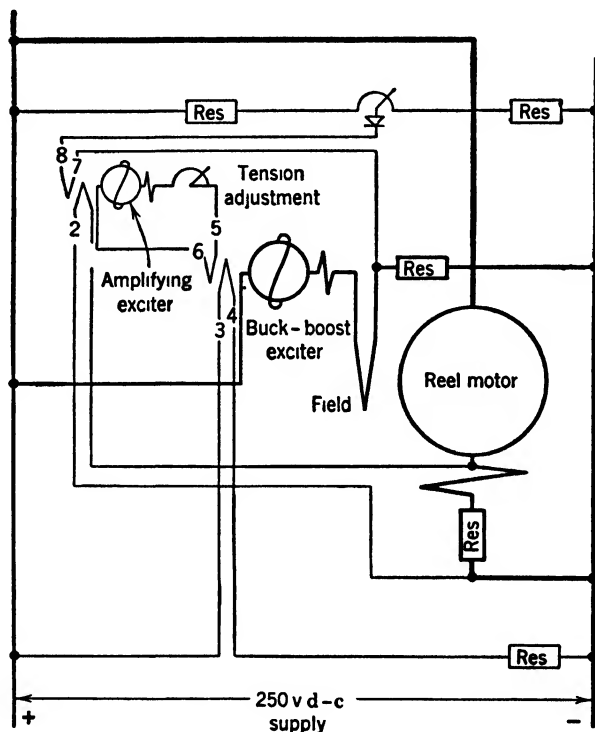 Res
Res
8
7
2
Tension
adjustment
5
6
Amplifying
exciter
Res
4
3
Buck-boost
exciter
Field
Reel motor
Res
Res
250 v d-c
supply
+
-